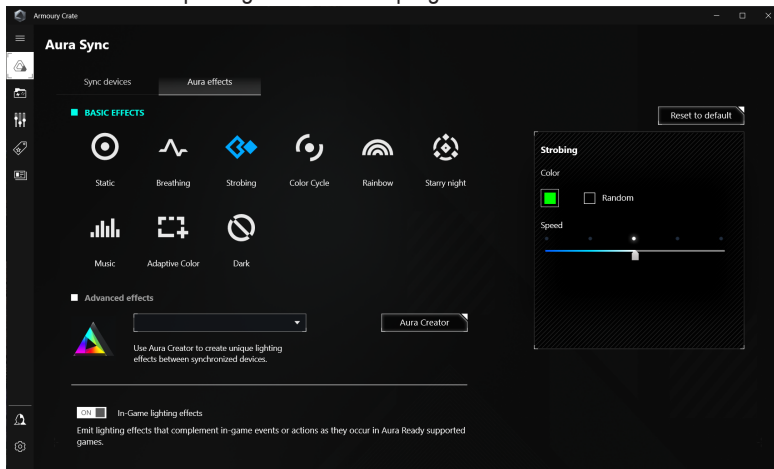 Armoury Crate
Aura Sync
Sync devices
Aura effects
BASIC EFFECTS
Reset to default
Static
Breathing
Strobing
Color Cycle
Rainbow
Starry night
Music
Adaptive Color
Dark
Strobing
Color
Random
Speed
Advanced effects
Aura Creator
Use Aura Creator to create unique lighting
effects between synchronized devices.
ON
In-Game lighting effects
Emit lighting effects that complement in-game events or actions as they occur in Aura Ready supported
games.